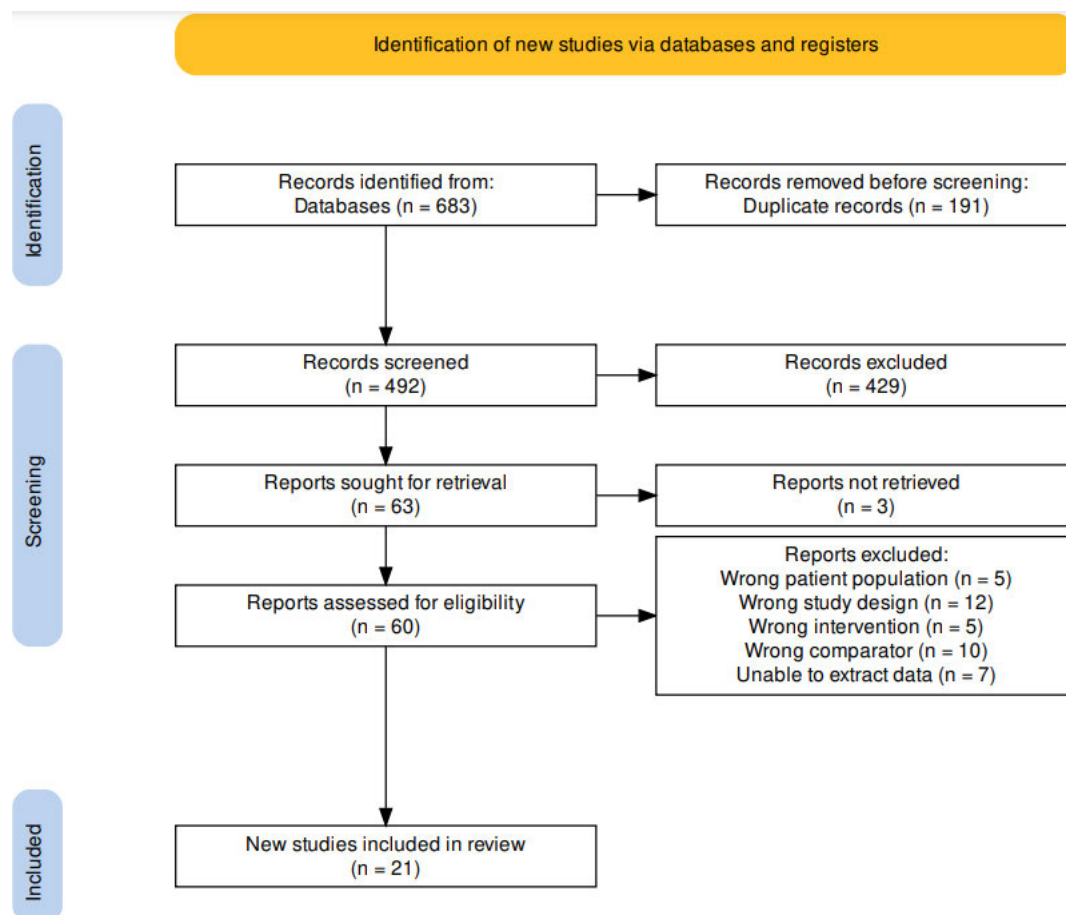 Identification of new studies via databases and registers
Identification
Records identified from:
Databases (n = 683)
Records removed before screening:
Duplicate records (n = 191)
Screening
Records screened
(n = 492)
Records excluded
(n = 429)
Reports sought for retrieval
(n = 63)
Reports not retrieved
(n = 3)
Reports assessed for eligibility
(n = 60)
Reports excluded:
Wrong patient population (n = 5)
Wrong study design (n = 12)
Wrong intervention (n = 5)
Wrong comparator (n = 10)
Unable to extract data (n = 7)
Included
New studies included in review
(n = 21)